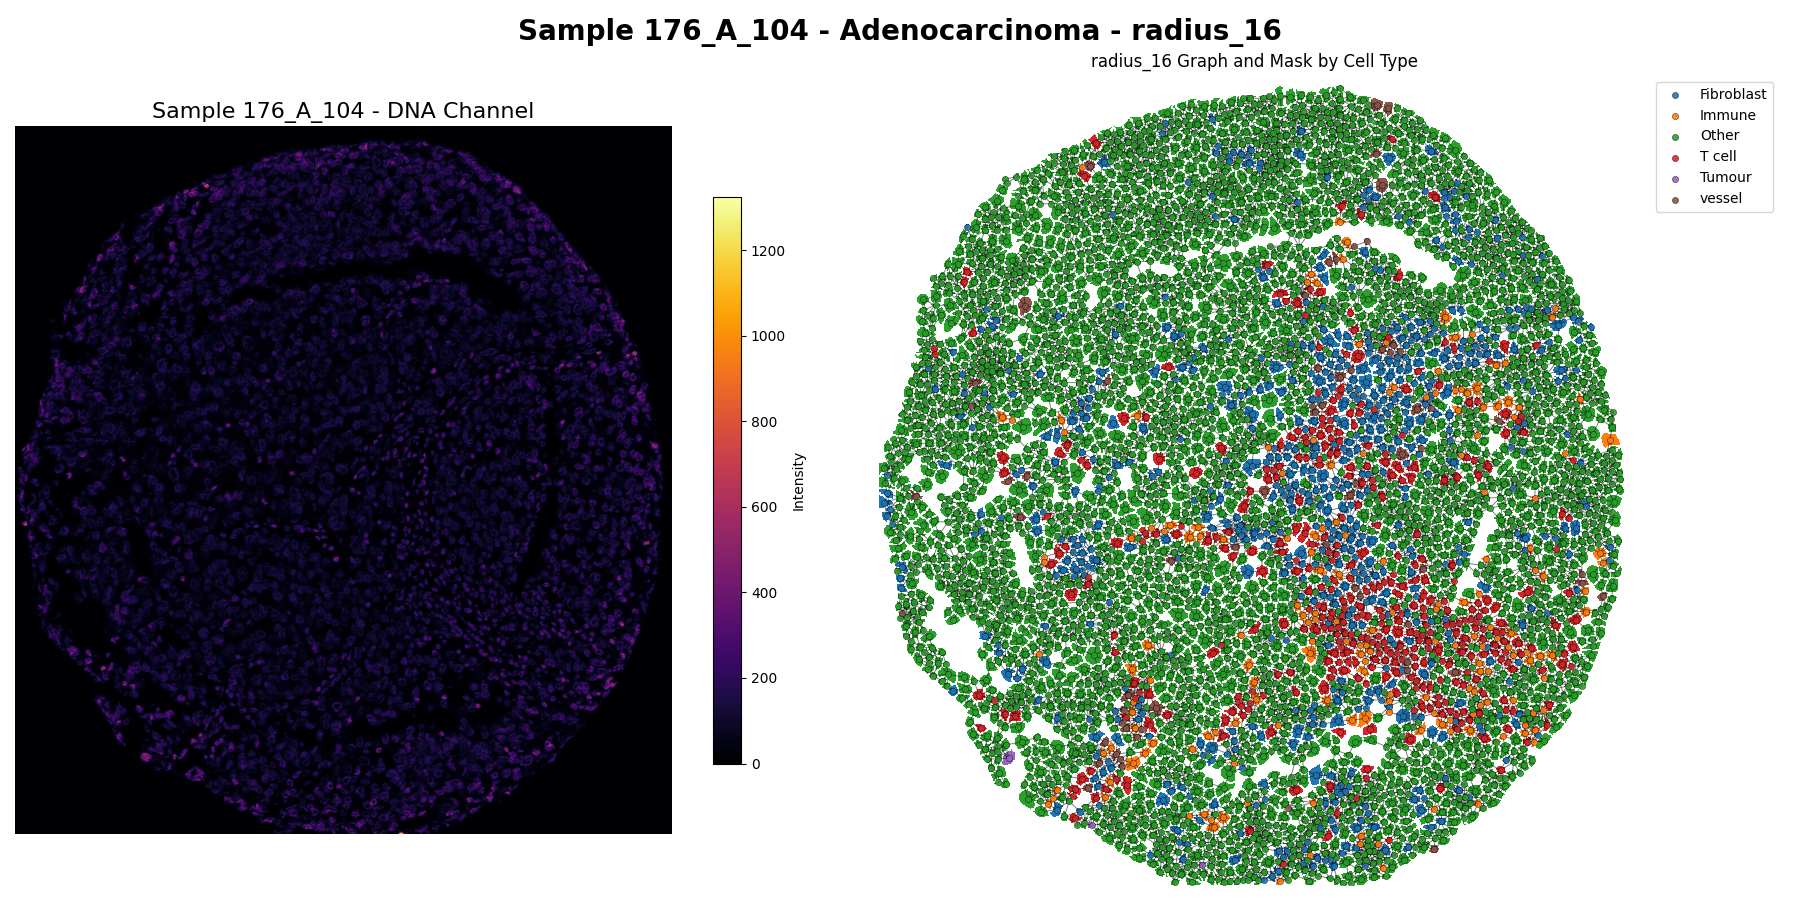 Sample 176_A_104 - Adenocarcinoma - radius_16
radius_16 Graph and Mask by Cell Type
Sample 176_A_104 - DNA Channel
Fibroblast
Immune
Other
T cell
Tumour
vessel
1200
1000
800
600
400
200
0
Intensity